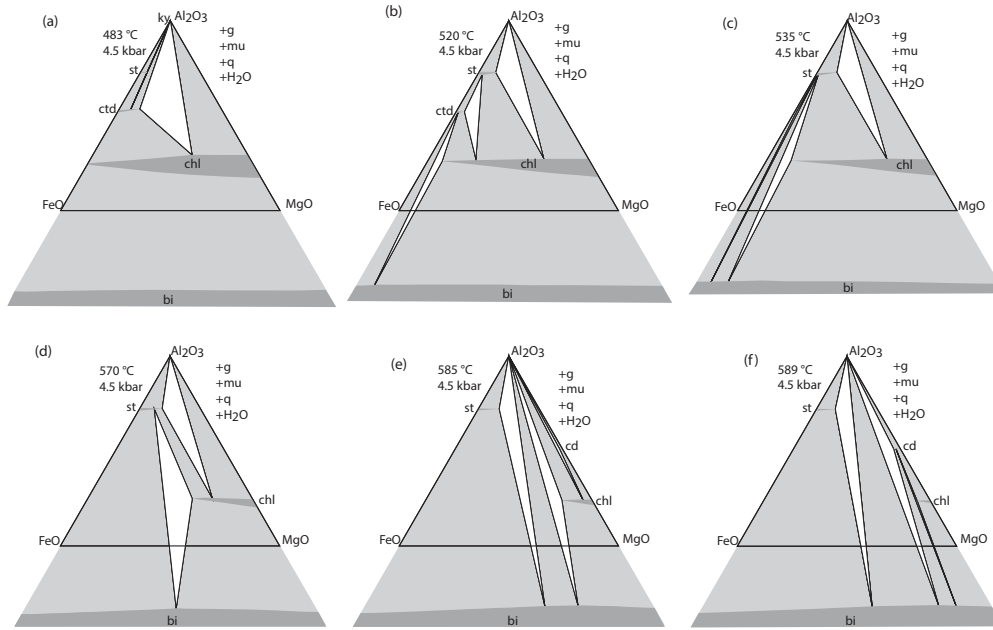 (a)
ky Al2O3
483 °C
4.5 kbar
+g
+mu
+q
+H2O
st
ctd
chl
FeO
MgO
bi
(b)
Al2O3
520 °C
4.5 kbar
+g
+mu
+q
+H2O
st
ctd
chl
FeO
MgO
bi
(c)
Al2O3
535 °C
4.5 kbar
+g
+mu
+q
+H2O
st
chl
FeO
MgO
bi
(d)
Al2O3
570 °C
4.5 kbar
+g
+mu
+q
+H2O
st
chl
FeO
MgO
bi
(e)
Al2O3
585 °C
4.5 kbar
+g
+mu
+q
+H2O
st
cd
chl
FeO
MgO
bi
(f)
Al2O3
589 °C
4.5 kbar
+g
+mu
+q
+H2O
st
cd
chl
FeO
MgO
bi